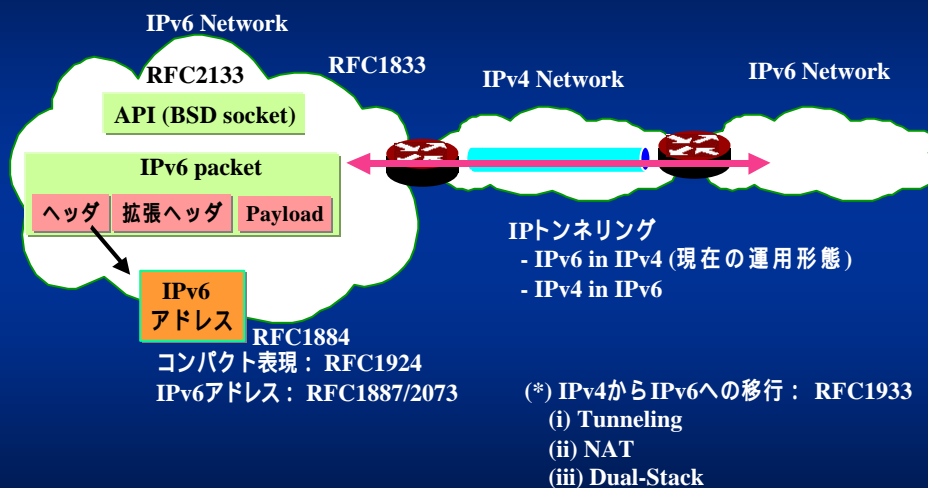 IPv6 Network
RFC2133
RFC1833
API (BSD socket)
IPv6 packet
ヘッダ 拡張ヘッダ Payload
IPv6
アドレス
RFC1884
コンパクト表現： RFC1924
IPv6アドレス： RFC1887/2073
IPv4 Network
IPv6 Network
IPトンネリング
- IPv6 in IPv4 (現在の運用形態)
- IPv4 in IPv6
(*) IPv4からIPv6への移行： RFC1933
(i) Tunneling
(ii) NAT
(iii) Dual-Stack